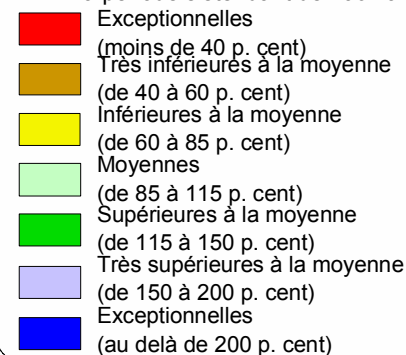 Exceptionnelles
(moins de 40 p. cent)
Très inférieures à la moyenne
(de 40 à 60 p. cent)
Inférieures à la moyenne
(de 60 à 85 p. cent)
Moyennes
(de 85 à 115 p. cent)
Supérieures à la moyenne
(de 115 à 150 p. cent)
Très supérieures à la moyenne
(de 150 à 200 p. cent)
Exceptionnelles
(au delà de 200 p. cent)